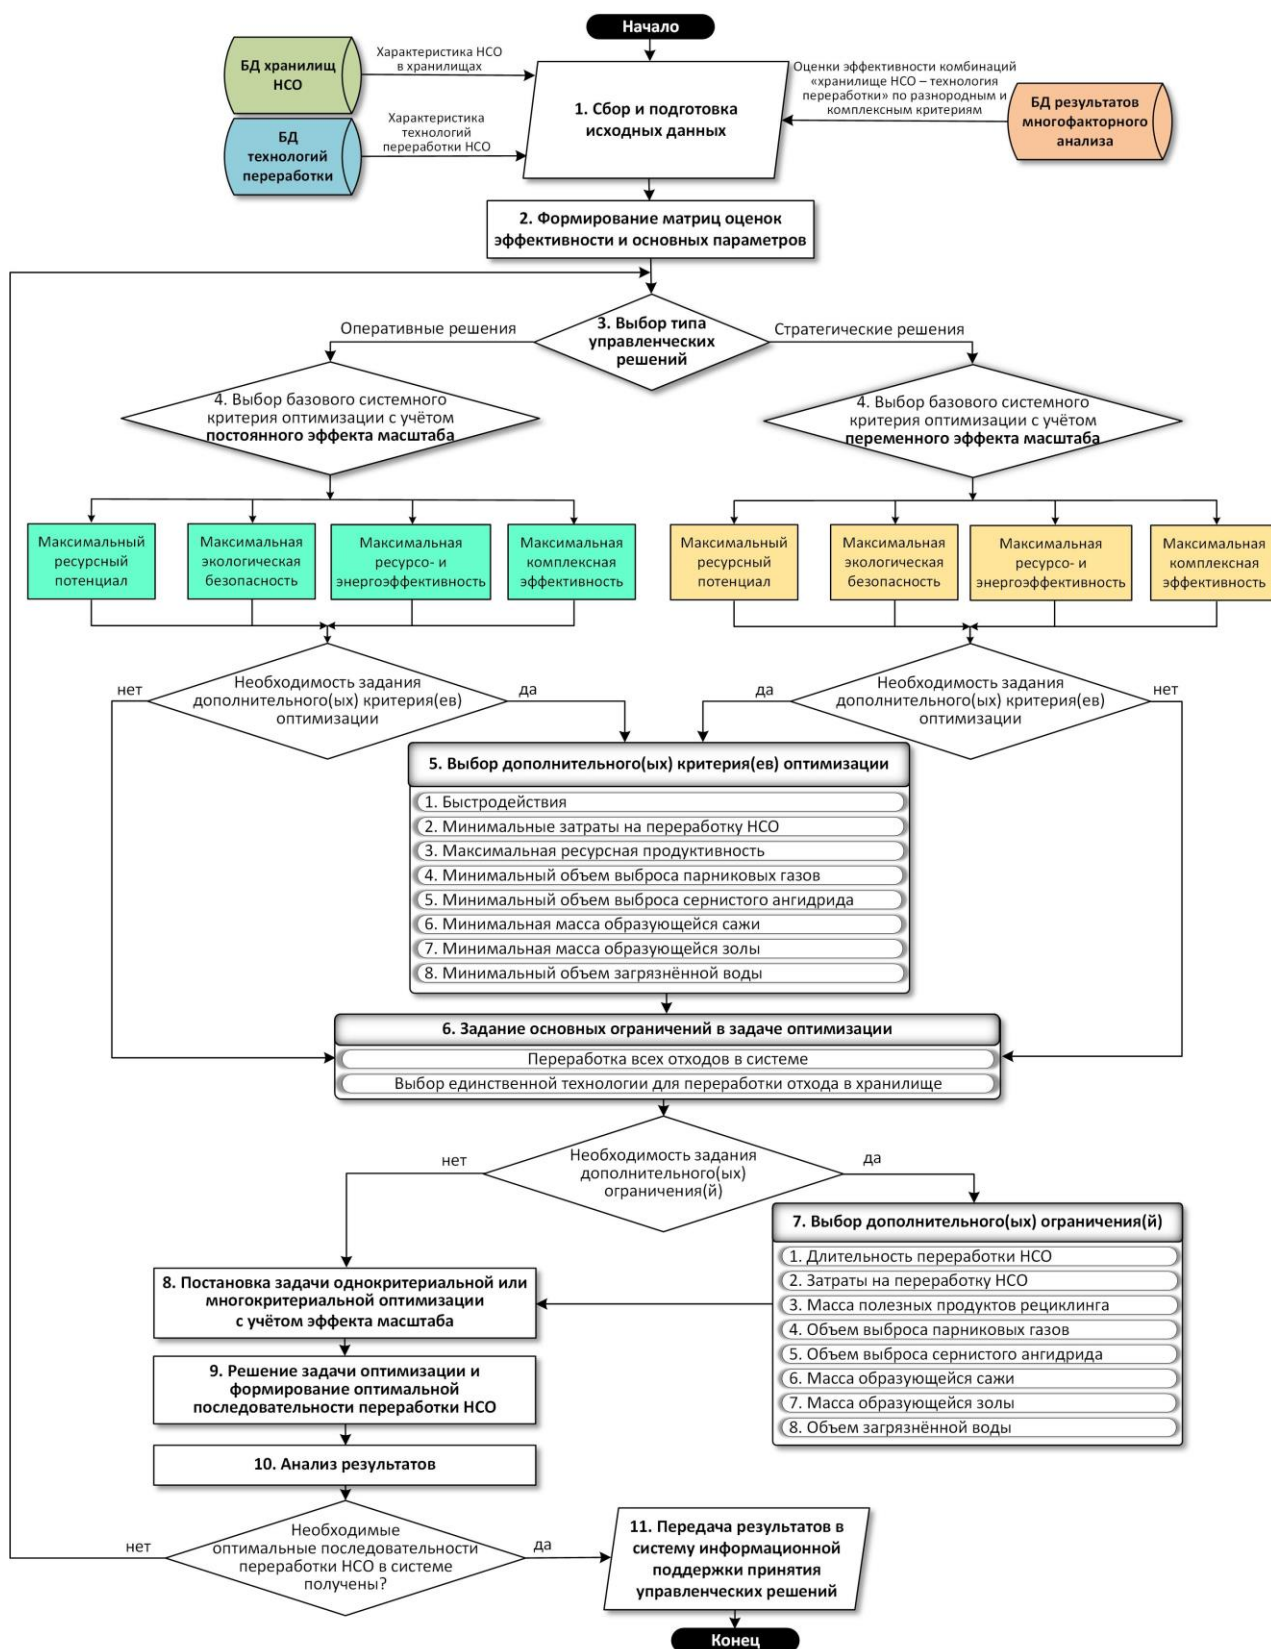 Начало
БД хранилищ
НСО
Характеристика НСО
в хранилищах
БД
технологий
переработки
Характеристика
технологий
переработки НСО
1. Сбор и подготовка
исходных данных
Оценки эффективности комбинаций
«хранилище НСО – технология
переработки» по разнородным и
комплексным критериям
БД результатов
многофакторного
анализа
2. Формирование матриц оценок
эффективности и основных параметров
3. Выбор типа
управленческих
решений
Оперативные решения
Стратегические решения
4. Выбор базового системного
критерия оптимизации с учётом
постоянного эффекта масштаба
4. Выбор базового системного
критерия оптимизации с учётом
переменного эффекта масштаба
Максимальный
ресурсный
потенциал
Максимальная
экологическая
безопасность
Максимальная
ресурсо- и
энергоэффективность
Максимальная
комплексная
эффективность
Максимальный
ресурсный
потенциал
Максимальная
экологическая
безопасность
Максимальная
ресурсо- и
энергоэффективность
Максимальная
комплексная
эффективность
нет
Необходимость задания
дополнительного(ых) критерия(ев)
оптимизации
да
да
Необходимость задания
дополнительного(ых) критерия(ев)
оптимизации
нет
5. Выбор дополнительного(ых) критерия(ев) оптимизации
1. Быстродействия
2. Минимальные затраты на переработку НСО
3. Максимальная ресурсная продуктивность
4. Минимальный объем выброса парниковых газов
5. Минимальный объем выброса сернистого ангидрида
6. Минимальная масса образующейся сажи
7. Минимальная масса образующейся золы
8. Минимальный объем загрязнённой воды
6. Задание основных ограничений в задаче оптимизации
Переработка всех отходов в системе
Выбор единственной технологии для переработки отхода в хранилище
нет
Необходимость задания
дополнительного(ых)
ограничения(й)
да
7. Выбор дополнительного(ых) ограничения(й)
1. Длительность переработки НСО
2. Затраты на переработку НСО
3. Масса полезных продуктов рециклинга
4. Объем выброса парниковых газов
5. Объем выброса сернистого ангидрида
6. Масса образующейся сажи
7. Масса образующейся золы
8. Объем загрязнённой воды
8. Постановка задачи однокритериальной или
многокритериальной оптимизации
с учётом эффекта масштаба
9. Решение задачи оптимизации и
формирование оптимальной
последовательности переработки НСО
10. Анализ результатов
нет
Необходимые
оптимальные последовательности
переработки НСО в системе
получены?
да
11. Передача результатов в
систему информационной
поддержки принятия
управленческих решений
Конец